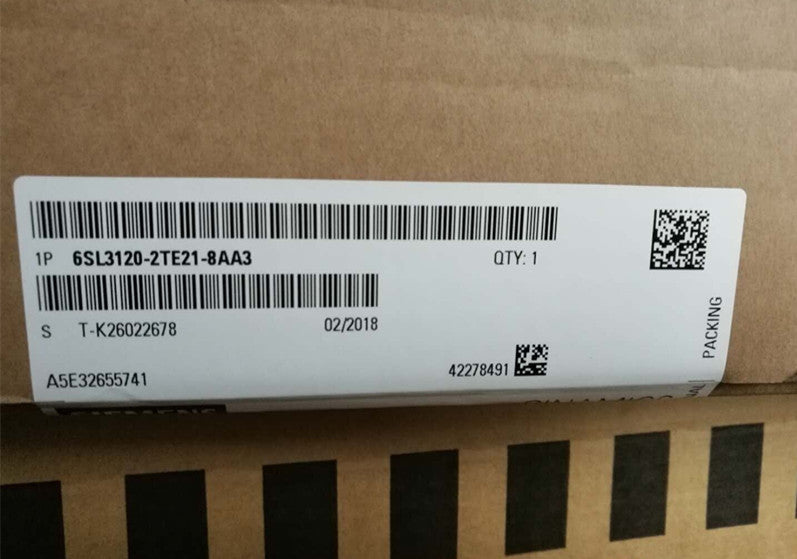 1P 6SL3120-2TE21-8AA3 QTY: 1
S T-K26022678 02/2018
A5E32655741 42278491
PACKING